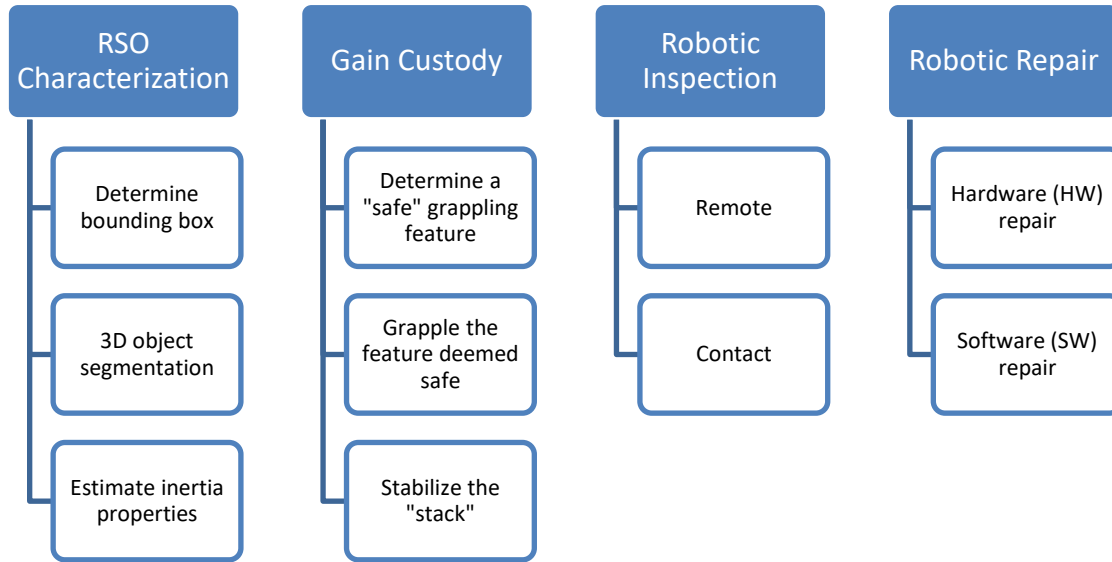 RSO
Characterization
Determine
bounding box
3D object
segmentation
Estimate inertia
properties
Gain Custody
Determine a
"safe" grappling
feature
Grapple the
feature deemed
safe
Stabilize the
"stack"
Robotic
Inspection
Remote
Contact
Robotic Repair
Hardware (HW)
repair
Software (SW)
repair